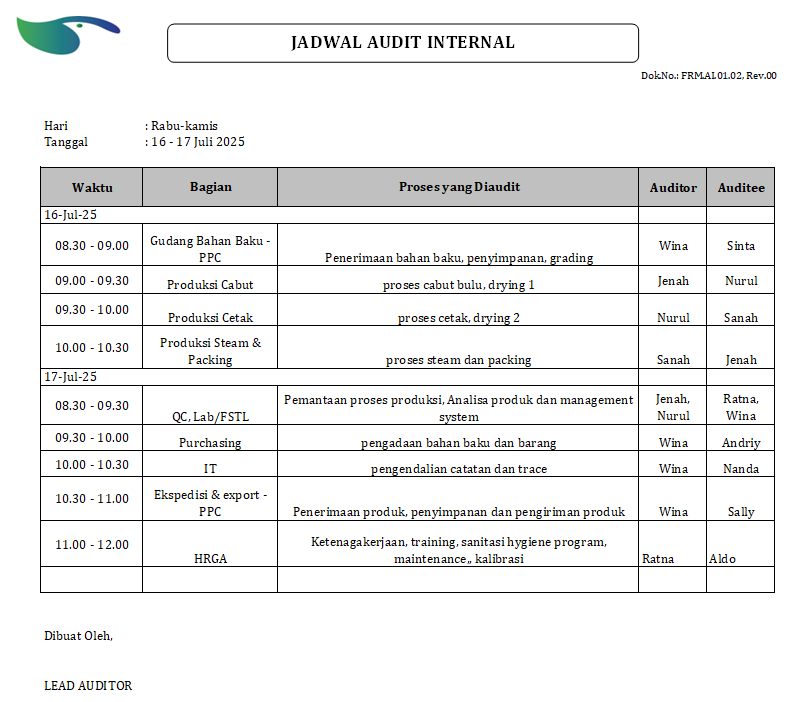 JADWAL AUDIT INTERNAL
Dok.No.: FRM.AI.01.02, Rev.00
Hari : Rabu-kamis
Tanggal : 16 - 17 Juli 2025
Waktu Bagian Proses yang Diaudit Auditor Auditee
16-Jul-25
08.30 - 09.00 Gudang Bahan Baku - PPC Penerimaan bahan baku, penyimpanan, grading Wina Sinta
09.00 - 09.30 Produksi Cabut proses cabut bulu, drying 1 Jenah Nurul
09.30 - 10.00 Produksi Cetak proses cetak, drying 2 Nurul Sanah
10.00 - 10.30 Produksi Steam & Packing proses steam dan packing Sanah Jenah
17-Jul-25
08.30 - 09.30 QC, Lab/FSTL Pemantaan proses produksi, Analisa produk dan management system Jenah, Nurul Ratna, Wina
09.30 - 10.00 Purchasing pengadaan bahan baku dan barang Wina Andriy
10.00 - 10.30 IT pengendalian catatan dan trace Wina Nanda
10.30 - 11.00 Ekspedisi & export - PPC Penerimaan produk, penyimpanan dan pengiriman produk Wina Sally
11.00 - 12.00 HRGA Ketenagakerjaan, training, sanitasi hygiene program, maintenance,, kalibrasi Ratna Aldo
Dibuat Oleh,
LEAD AUDITOR